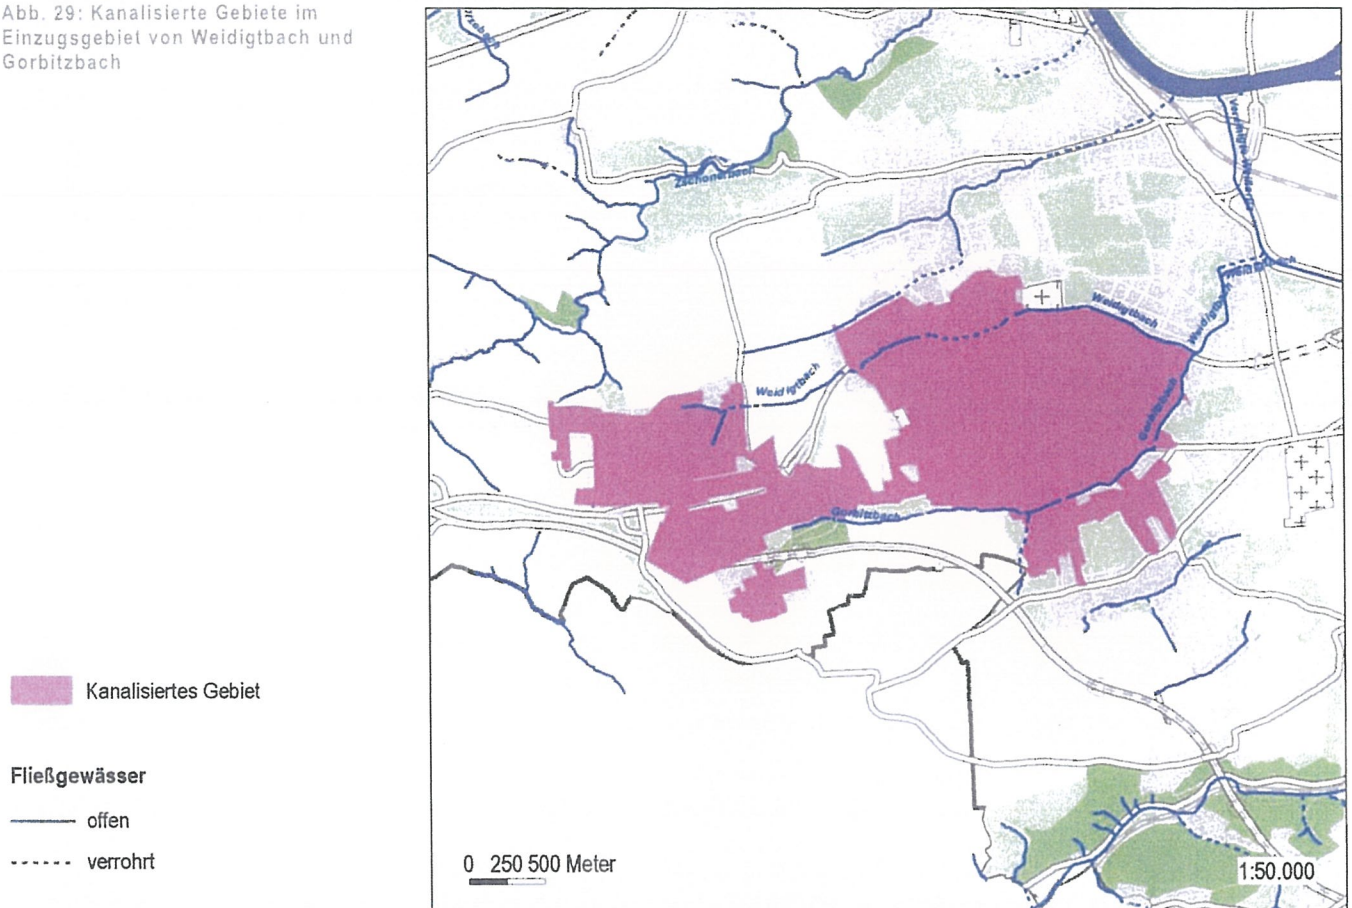 Abb. 29: Kanalisierte Gebiete im
Einzugsgebiet von Weidigtbach und
Gorbitzbach
Zschonerbach
Weidigtbach
Weidigtbach
Weidigtbach
Weidigtbach
Gorbitzbach
Gorbitzbach
Kanalisiertes Gebiet
Fließgewässer
offen
verrohrt
0 250 500 Meter
1:50.000